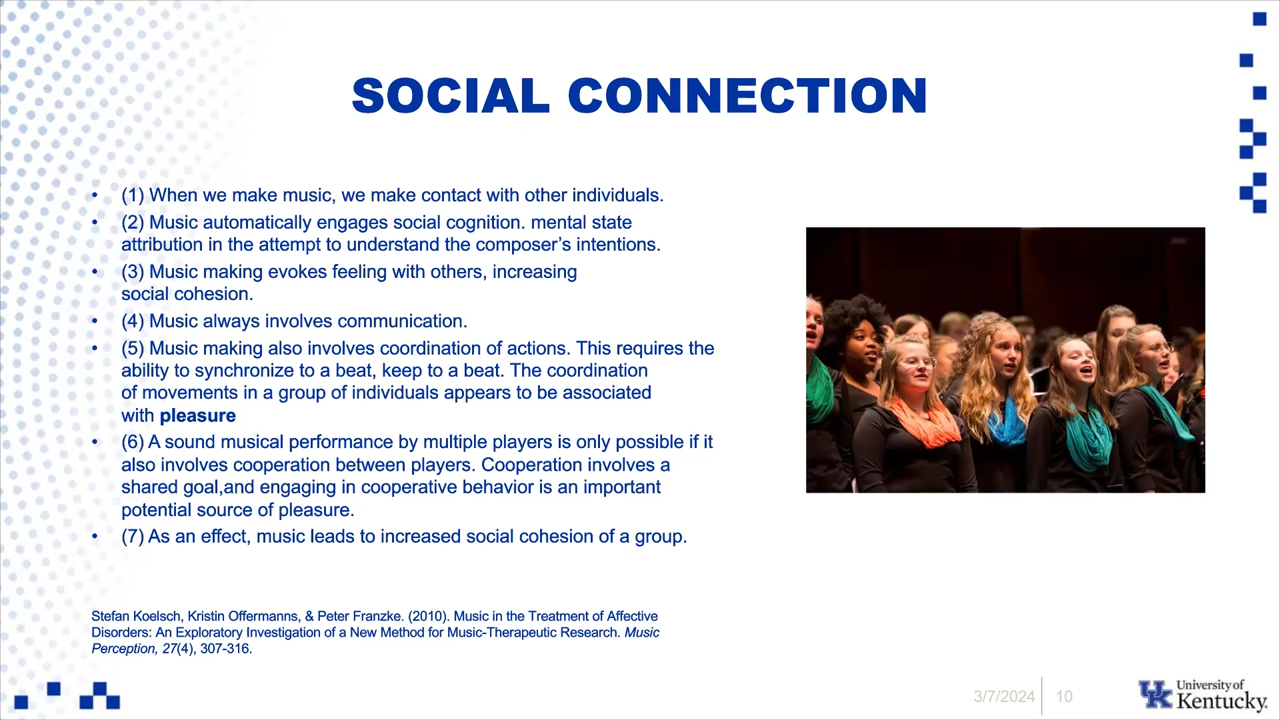 SOCIAL CONNECTION
• (1) When we make music, we make contact with other individuals.
• (2) Music automatically engages social cognition. mental state
attribution in the attempt to understand the composer’s intentions.
• (3) Music making evokes feeling with others, increasing
social cohesion.
• (4) Music always involves communication.
• (5) Music making also involves coordination of actions. This requires the
ability to synchronize to a beat, keep to a beat. The coordination
of movements in a group of individuals appears to be associated
with pleasure
• (6) A sound musical performance by multiple players is only possible if it
also involves cooperation between players. Cooperation involves a
shared goal,and engaging in cooperative behavior is an important
potential source of pleasure.
• (7) As an effect, music leads to increased social cohesion of a group.
Stefan Koelsch, Kristin Offermanns, & Peter Franzke. (2010). Music in the Treatment of Affective
Disorders: An Exploratory Investigation of a New Method for Music-Therapeutic Research. Music
Perception, 27(4), 307-316.
3/7/2024 10
UK University of
Kentucky.